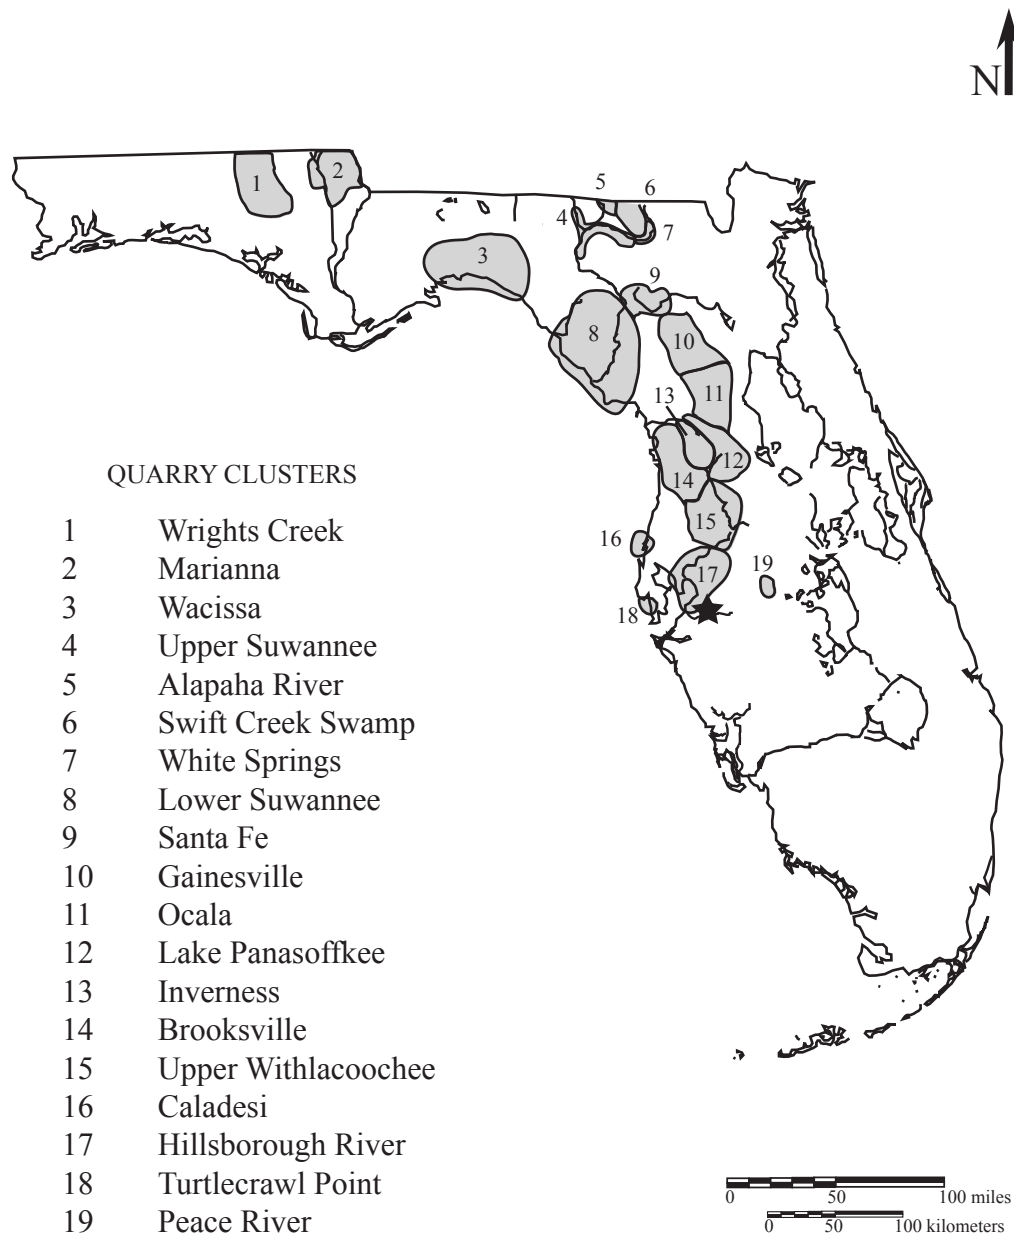 N
1
2
3
4
5
6
7
8
9
10
11
12
13
14
15
16
17
18
19
QUARRY CLUSTERS
1 Wrights Creek
2 Marianna
3 Wacissa
4 Upper Suwannee
5 Alapaha River
6 Swift Creek Swamp
7 White Springs
8 Lower Suwannee
9 Santa Fe
10 Gainesville
11 Ocala
12 Lake Panasoffkee
13 Inverness
14 Brooksville
15 Upper Withlacoochee
16 Caladesi
17 Hillsborough River
18 Turtlecrawl Point
19 Peace River
0 50 100 miles
0 50 100 kilometers